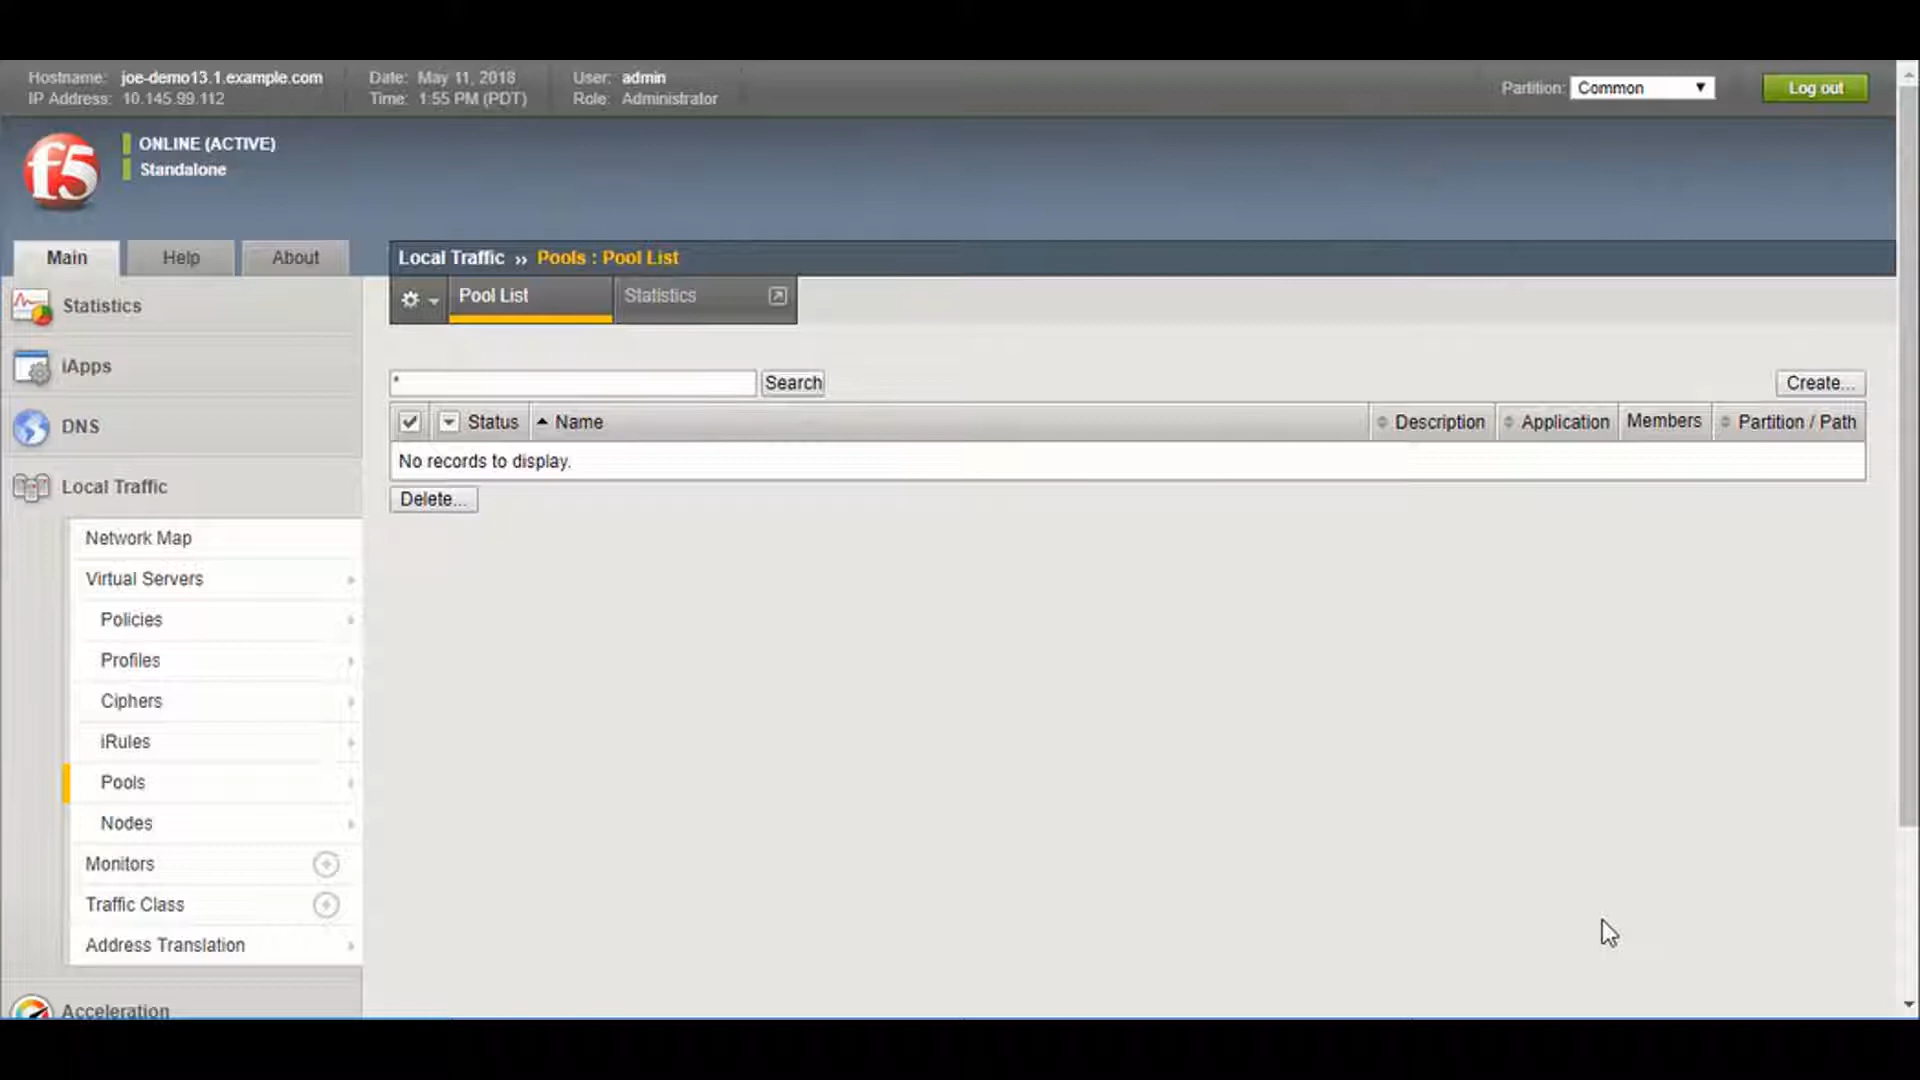 Hostname: joe-demo13.1.example.com
IP Address: 10.145.99.112
Date: May 11, 2018
Time: 1:55 PM (PDT)
User: admin
Role: Administrator
Partition: Common
Log out
f5
ONLINE (ACTIVE)
Standalone
Main
Help
About
Local Traffic ›› Pools : Pool List
Pool List
Statistics
Statistics
iApps
DNS
Local Traffic
Network Map
Virtual Servers
Policies
Profiles
Ciphers
iRules
Pools
Nodes
Monitors
Traffic Class
Address Translation
Acceleration
*
Search
Create...
Status
Name
Description
Application
Members
Partition / Path
No records to display.
Delete...